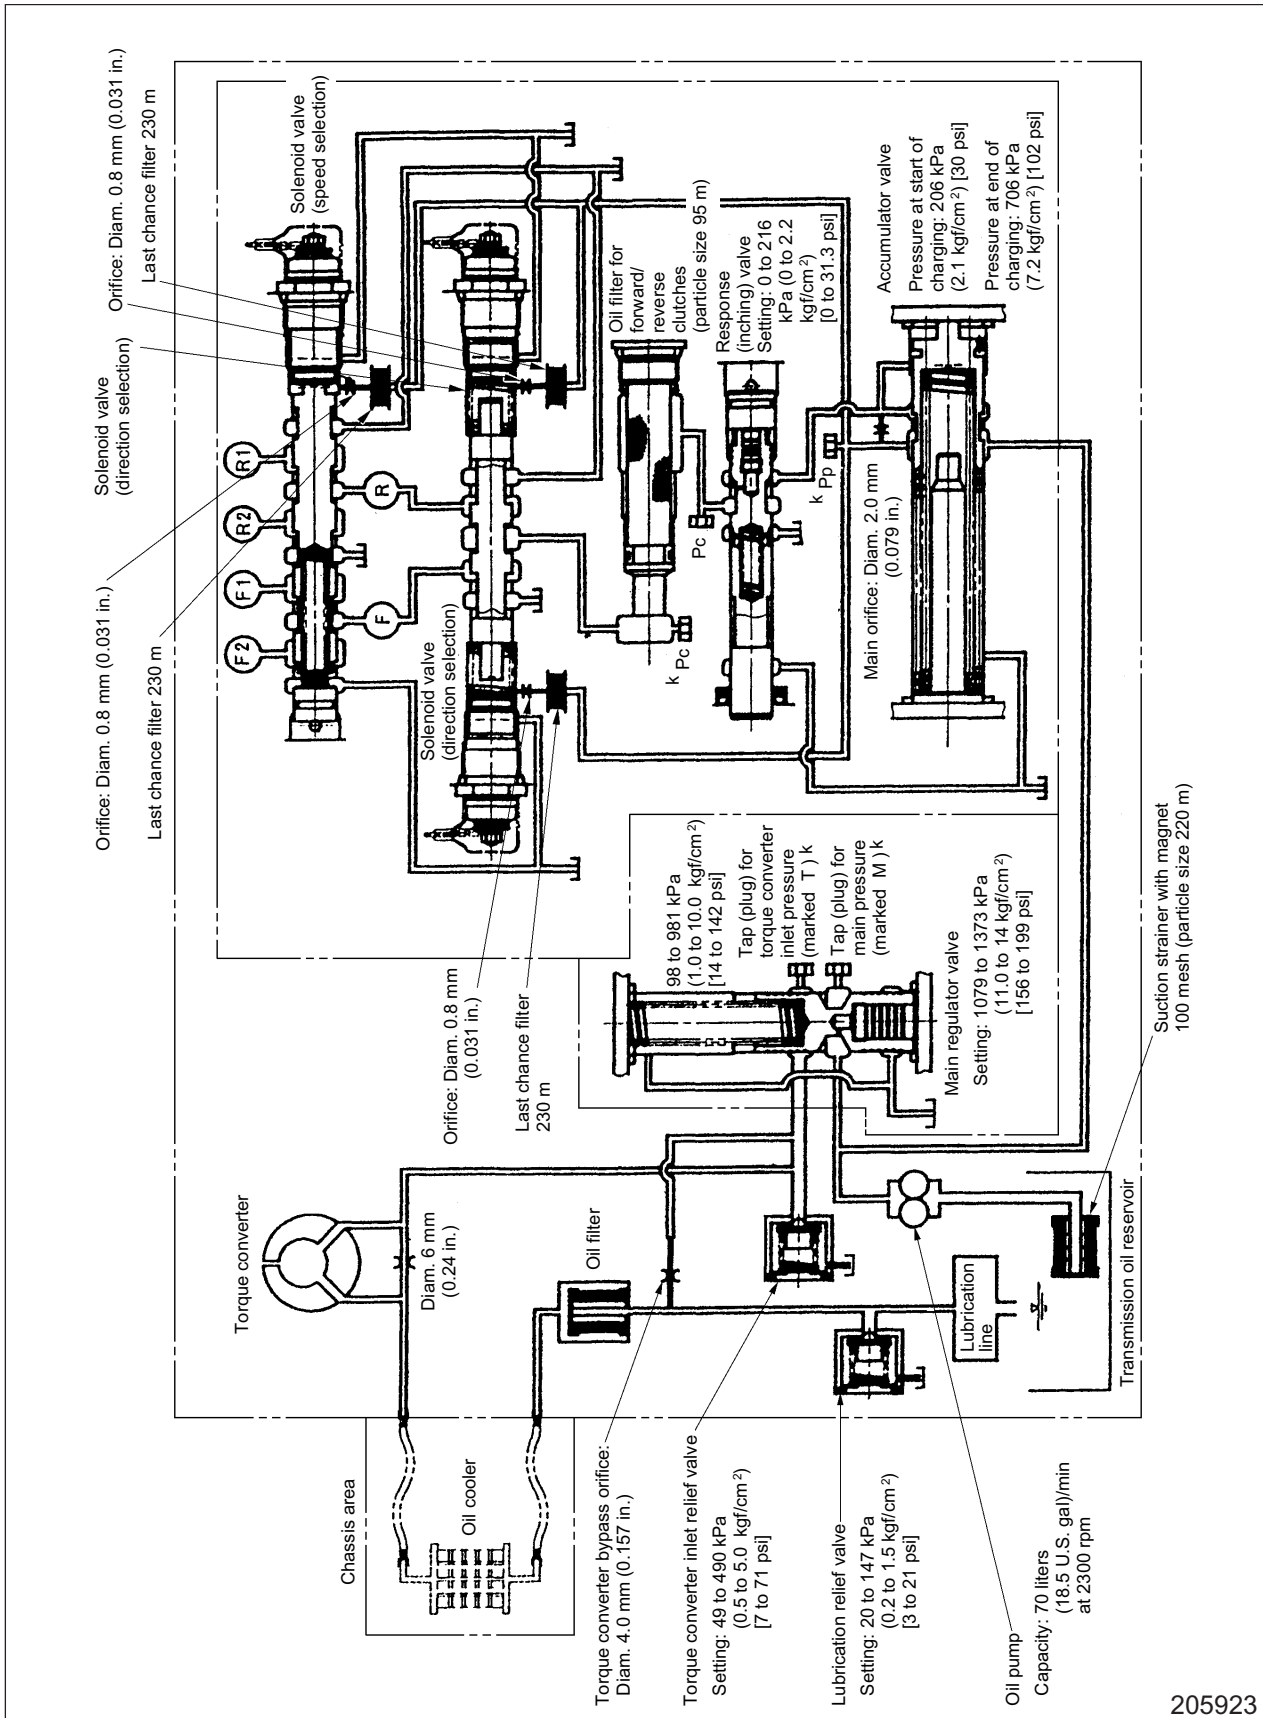 Orifice: Diam. 0.8 mm (0.031 in.)
Last chance filter 230 m
Solenoid valve
(direction selection)
Orifice: Diam. 0.8 mm (0.031 in.)
Last chance filter 230 m
Solenoid valve
(speed selection)
F2
F1
R2
R1
F
R
Solenoid valve
(direction selection)
Orifice: Diam. 0.8 mm
(0.031 in.)
Last chance filter
230 m
Oil filter for
forward/
reverse
clutches
(particle size 95 m)
k Pc
Pc
Response
(inching) valve
Setting: 0 to 216
kPa (0 to 2.2
kgf/cm²)
[0 to 31.3 psi]
k Pp
Main orifice: Diam. 2.0 mm
(0.079 in.)
Accumulator valve
Pressure at start of
charging: 206 kPa
(2.1 kgf/cm²) [30 psi]
Pressure at end of
charging: 706 kPa
(7.2 kgf/cm²) [102 psi]
98 to 981 kPa
(1.0 to 10.0 kgf/cm²)
[14 to 142 psi]
Tap (plug) for
torque converter
inlet pressure
(marked T ) k
Tap (plug) for
main pressure
(marked M ) k
Main regulator valve
Setting: 1079 to 1373 kPa
(11.0 to 14 kgf/cm²)
[156 to 199 psi]
Suction strainer with magnet
100 mesh (particle size 220 m)
Torque converter
Diam. 6 mm
(0.24 in.)
Oil filter
Lubrication
line
Transmission oil reservoir
Chassis area
Oil cooler
Torque converter bypass orifice:
Diam. 4.0 mm (0.157 in.)
Torque converter inlet relief valve
Setting: 49 to 490 kPa
(0.5 to 5.0 kgf/cm²)
[7 to 71 psi]
Lubrication relief valve
Setting: 20 to 147 kPa
(0.2 to 1.5 kgf/cm²)
[3 to 21 psi]
Oil pump
Capacity: 70 liters
(18.5 U.S. gal)/min
at 2300 rpm
205923